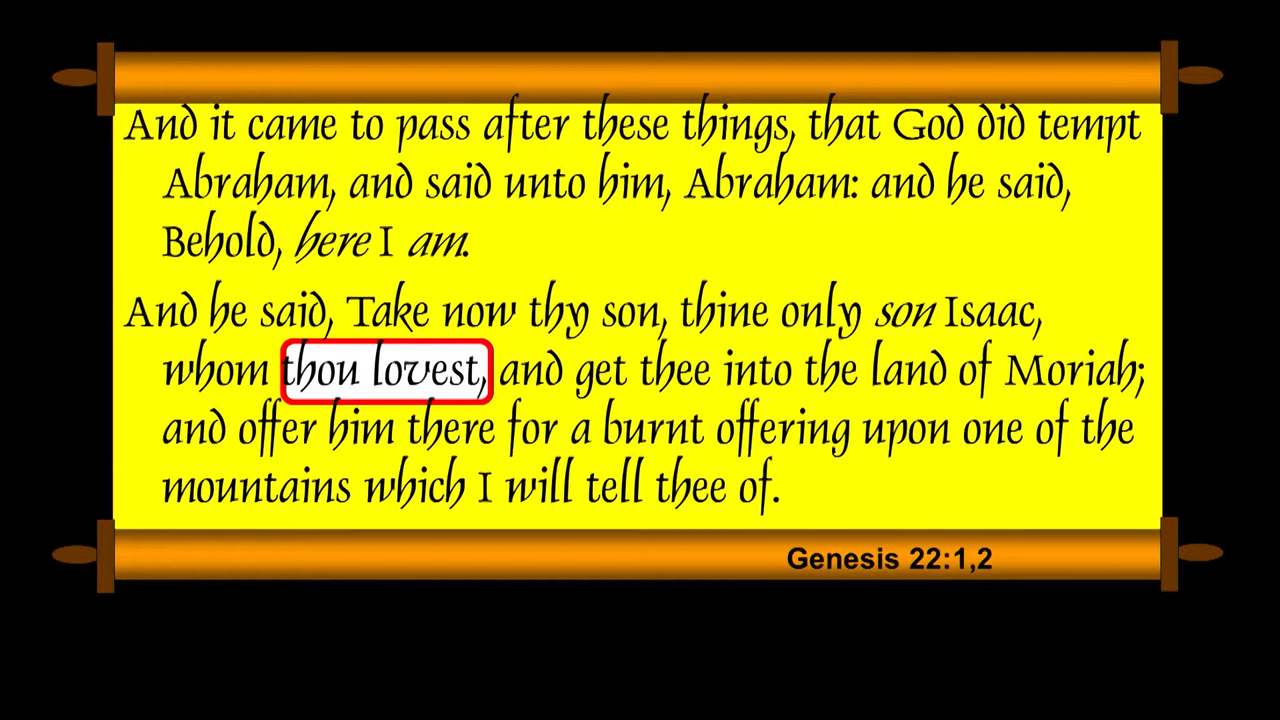 And it came to pass after these things, that God did tempt
Abraham, and said unto him, Abraham: and he said,
Behold, here I am.
And he said, Take now thy son, thine only son Isaac,
whom thou lovest, and get thee into the land of Moriah;
and offer him there for a burnt offering upon one of the
mountains which I will tell thee of.
Genesis 22:1,2